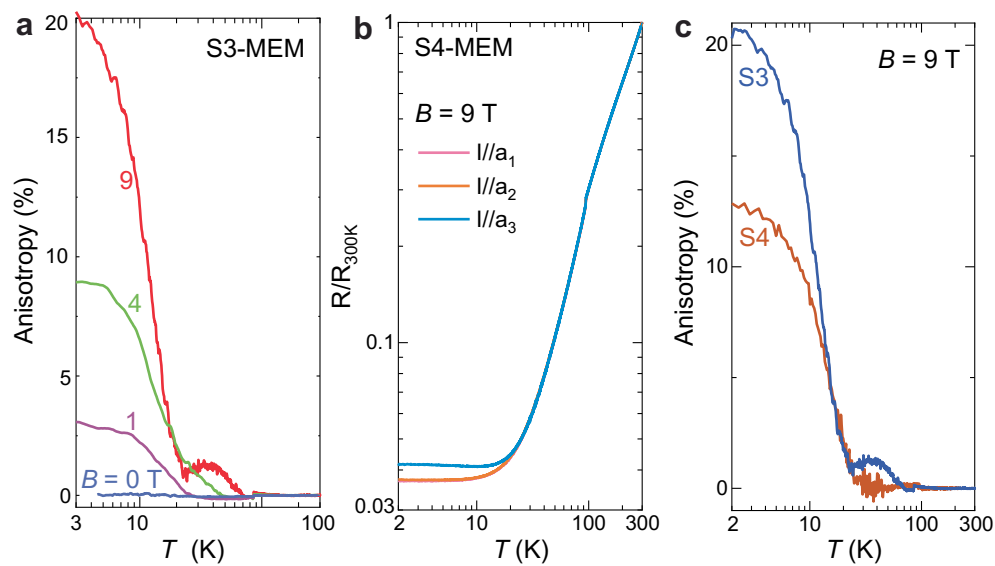 a
S3-MEM
Anisotropy (%)
20
15
10
5
0
9
4
1
B = 0 T
3
10
100
T (K)
b
S4-MEM
B = 9 T
I//a₁
I//a₂
I//a₃
R/R₃₀₀K
1
0.1
0.03
2
10
100
300
T (K)
c
B = 9 T
S3
S4
Anisotropy (%)
20
10
0
2
10
100
300
T (K)